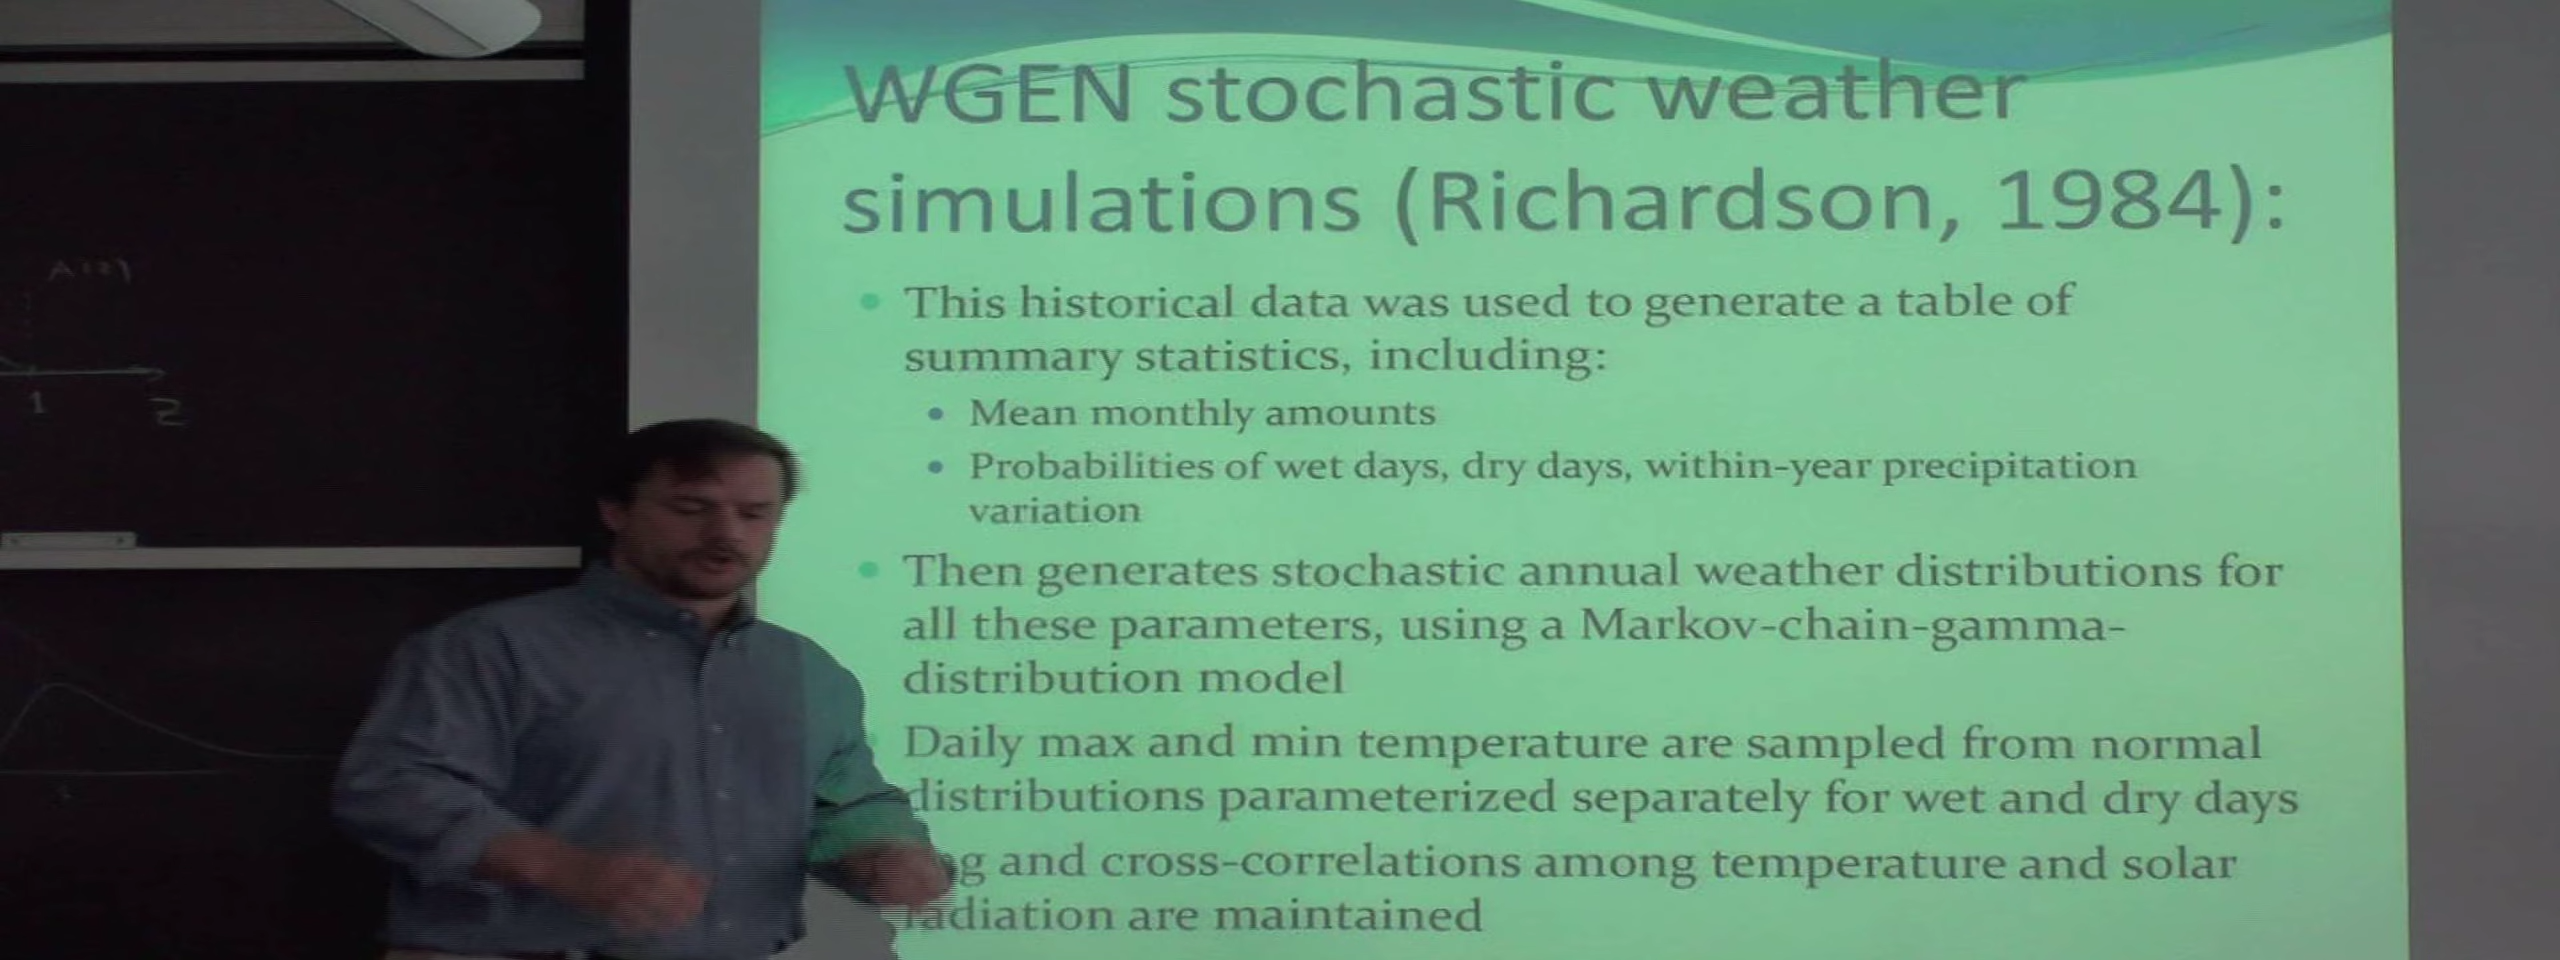 WGEN stochastic weather
simulations (Richardson, 1984):
• This historical data was used to generate a table of
summary statistics, including:
• Mean monthly amounts
• Probabilities of wet days, dry days, within-year precipitation
variation
• Then generates stochastic annual weather distributions for
all these parameters, using a Markov-chain-gamma-
distribution model
Daily max and min temperature are sampled from normal
distributions parameterized separately for wet and dry days
and cross-correlations among temperature and solar
radiation are maintained
1
2